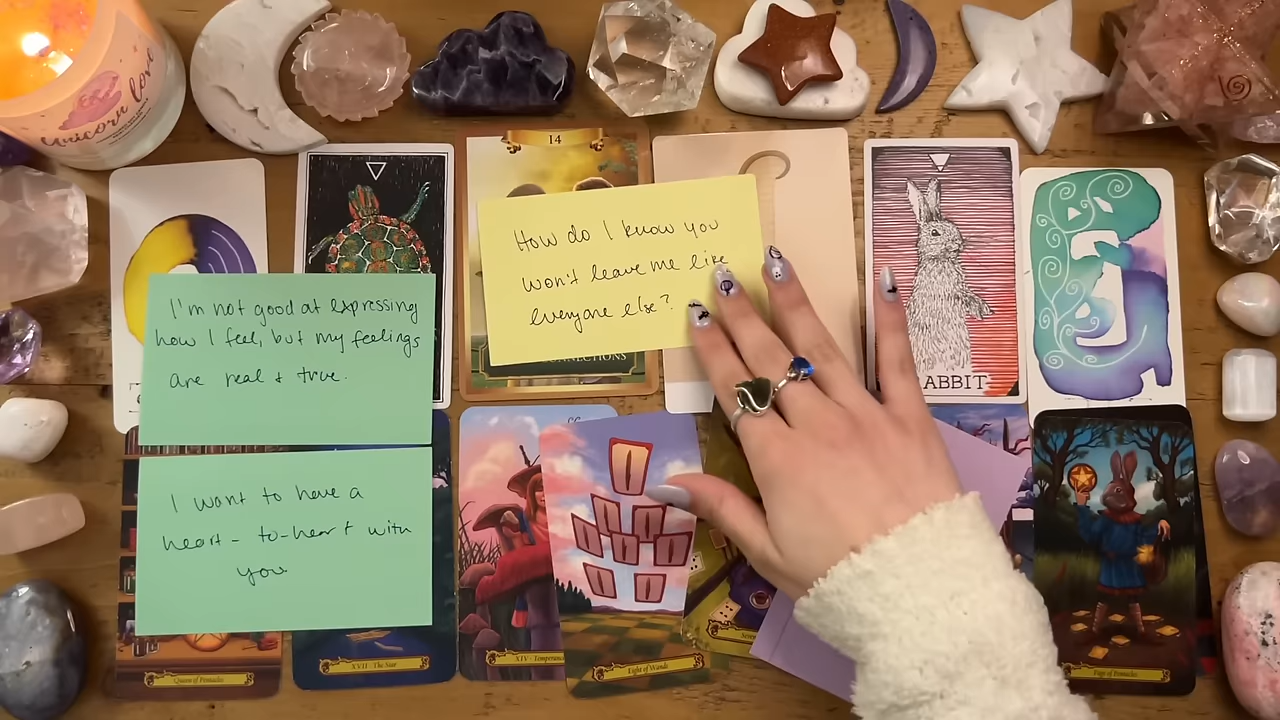 Unicorn Love
14
How do I know you
won't leave me like
everyone else?
CONNECTIONS
RABBIT
I'm not good at expressing
how I feel, but my feelings
are real & true.
I want to have a
heart-to-heart with
you
Queen of Pentacles
XVII - The Star
XIV - Temperance
Eight of Wands
Seven
Page of Pentacles